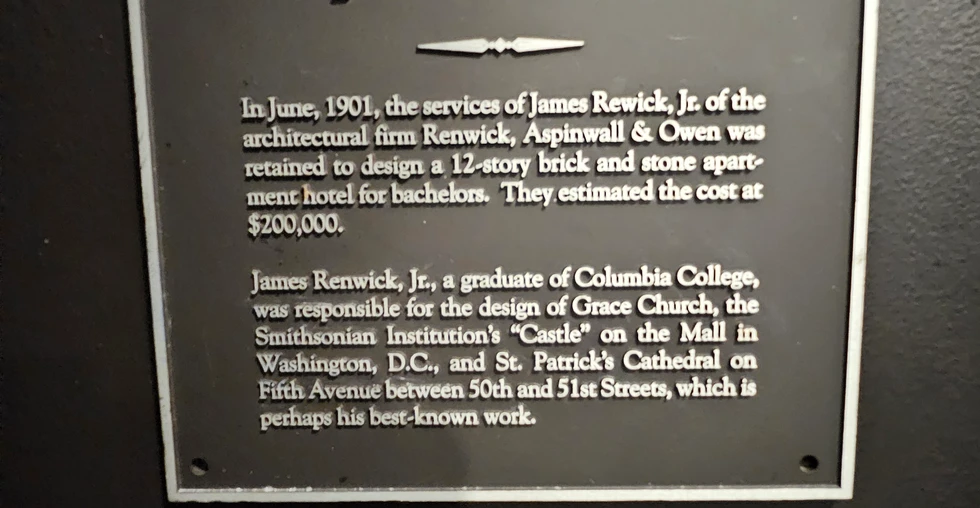 In June, 1901, the services of James Rewick, Jr. of the
architectural firm Renwick, Aspinwall & Owen was
retained to design a 12-story brick and stone apart-
ment hotel for bachelors. They estimated the cost at
$200,000.
James Renwick, Jr., a graduate of Columbia College,
was responsible for the design of Grace Church, the
Smithsonian Institution's "Castle" on the Mall in
Washington, D.C., and St. Patrick's Cathedral on
Fifth Avenue between 50th and 51st Streets, which is
perhaps his best-known work.